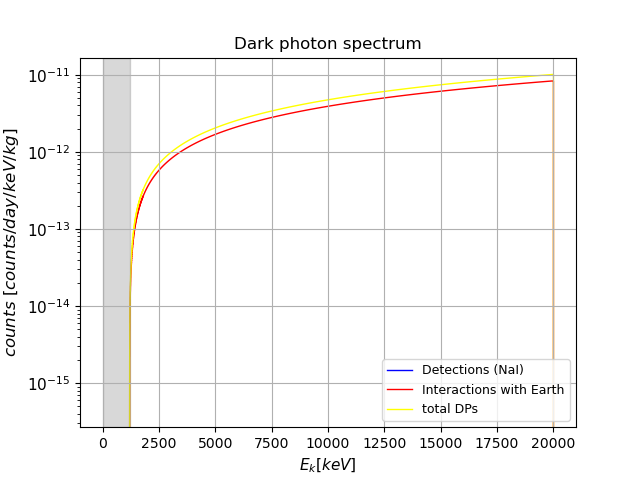 Dark photon spectrum
counts [counts/day/keV/kg]
10⁻¹¹
10⁻¹²
10⁻¹³
10⁻¹⁴
10⁻¹⁵
Detections (NaI)
Interactions with Earth
total DPs
0 2500 5000 7500 10000 12500 15000 17500 20000
Eₖ[keV]